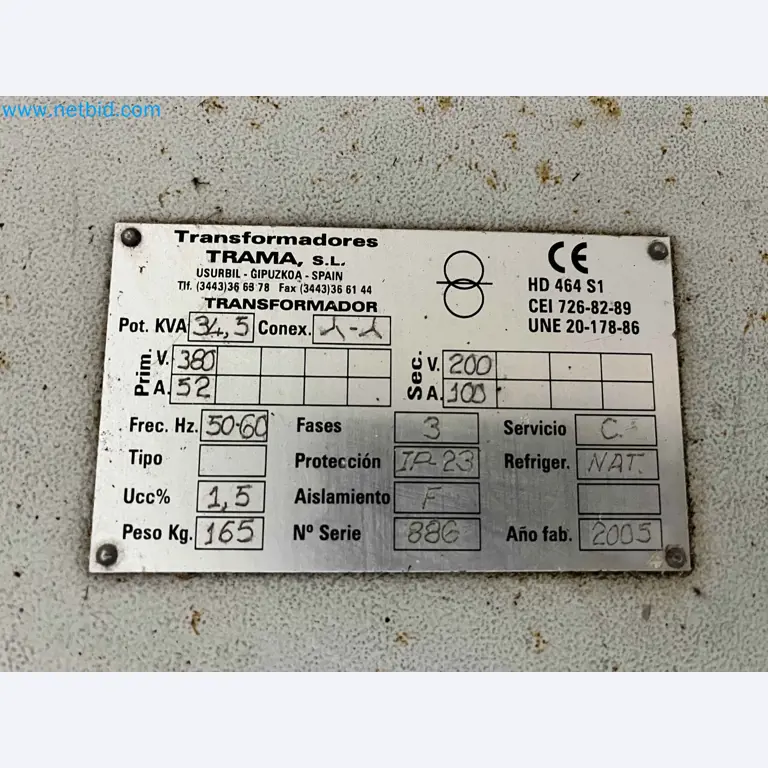 www.netbid.com
Transformadores
TRAMA, S.L.
USURBIL - GIPUZKOA - SPAIN
Tlf. (3443)36 68 78 Fax (3443)36 61 44
TRANSFORMADOR
CE
HD 464 S1
CEI 726-82-89
UNE 20-178-86
Pot. KVA 34,5 Conex. ⅄-⅄
Prim. V. 380 Sec. V. 200
A. 52 A. 100
Frec. Hz. 50-60 Fases 3 Servicio C.
Tipo Protección IP-23 Refriger. NAT.
Ucc% 1,5 Aislamiento F
Peso Kg. 165 Nº Serie 886 Año fab. 2005